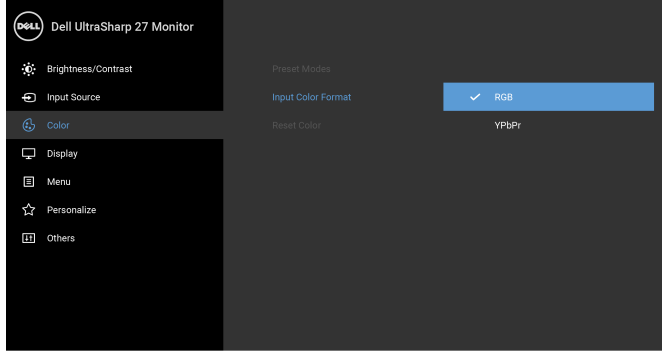 DELL Dell UltraSharp 27 Monitor
Brightness/Contrast
Input Source
Color
Display
Menu
Personalize
Others
Preset Modes
Input Color Format
Reset Color
RGB
YPbPr